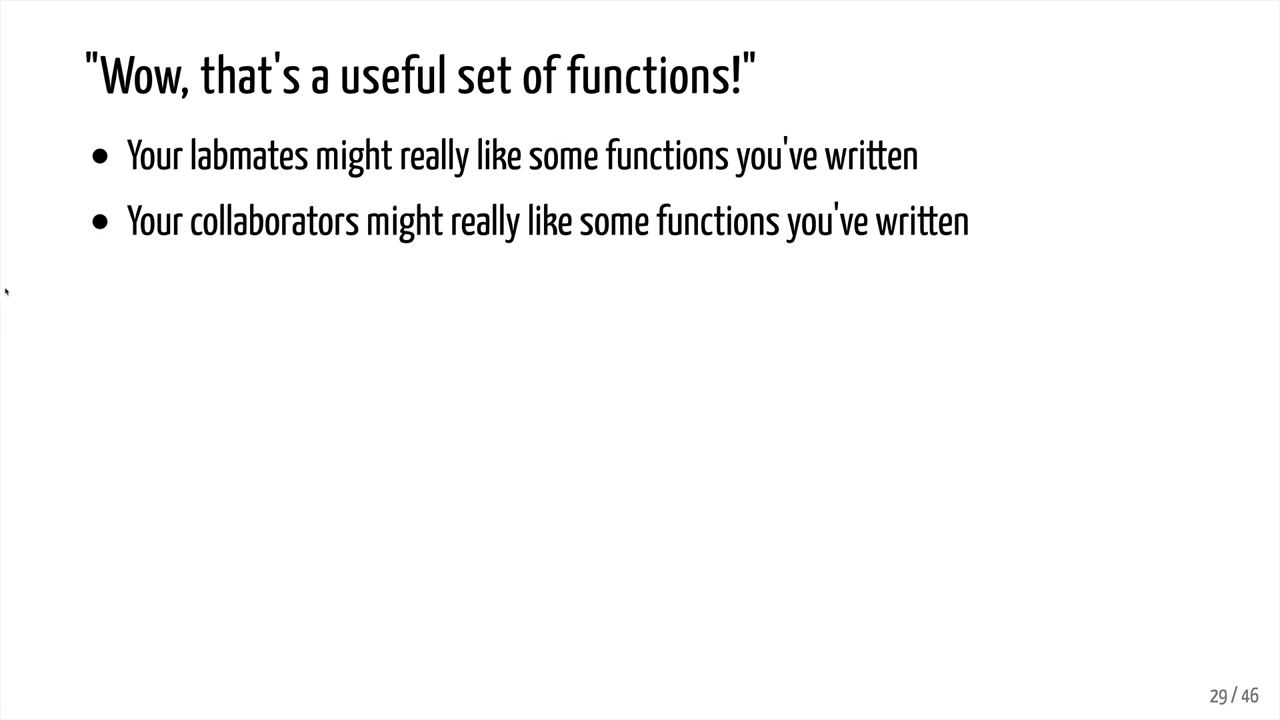 "Wow, that's a useful set of functions!"
• Your labmates might really like some functions you've written
• Your collaborators might really like some functions you've written
29 / 46